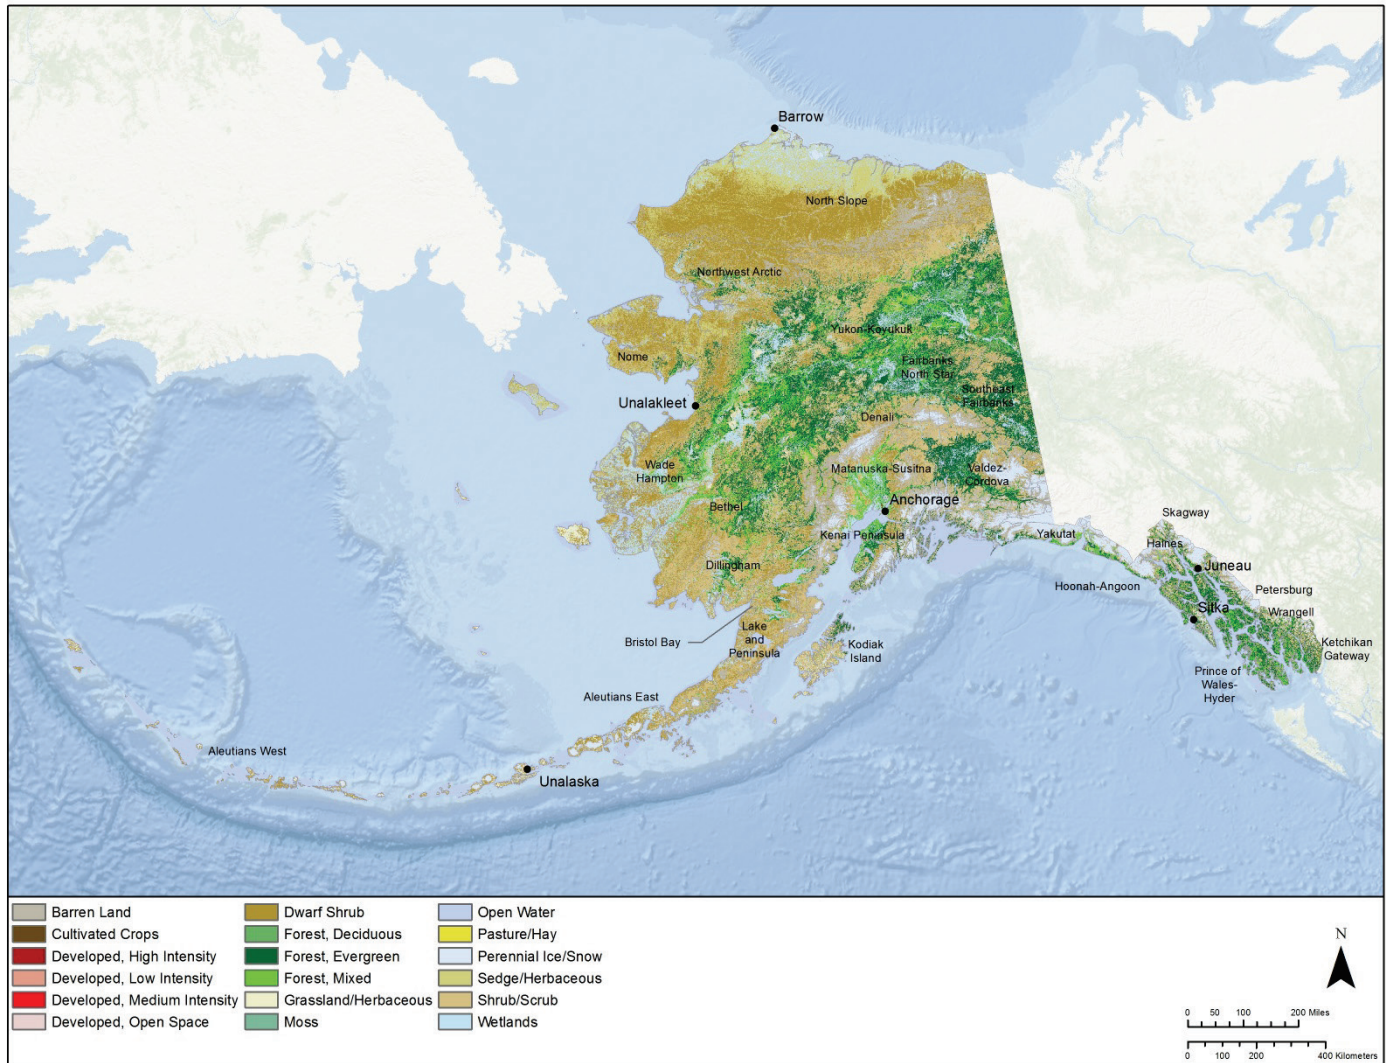 Barrow
North Slope
Northwest Arctic
Yukon-Koyukuk
Nome
Fairbanks
North Star
Southeast
Fairbanks
Unalakleet
Denali
Wade
Hampton
Matanuska-Susitna
Valdez-
Cordova
Bethel
Anchorage
Kenai Peninsula
Skagway
Yakutat
Haines
Juneau
Dillingham
Hoonah-Angoon
Petersburg
Sitka
Wrangell
Bristol Bay
Lake
and
Peninsula
Kodiak
Island
Ketchikan
Gateway
Prince of
Wales-
Hyder
Aleutians East
Aleutians West
Unalaska
Barren Land
Cultivated Crops
Developed, High Intensity
Developed, Low Intensity
Developed, Medium Intensity
Developed, Open Space
Dwarf Shrub
Forest, Deciduous
Forest, Evergreen
Forest, Mixed
Grassland/Herbaceous
Moss
Open Water
Pasture/Hay
Perennial Ice/Snow
Sedge/Herbaceous
Shrub/Scrub
Wetlands
N
0 50 100 200 Miles
0 100 200 400 Kilometers